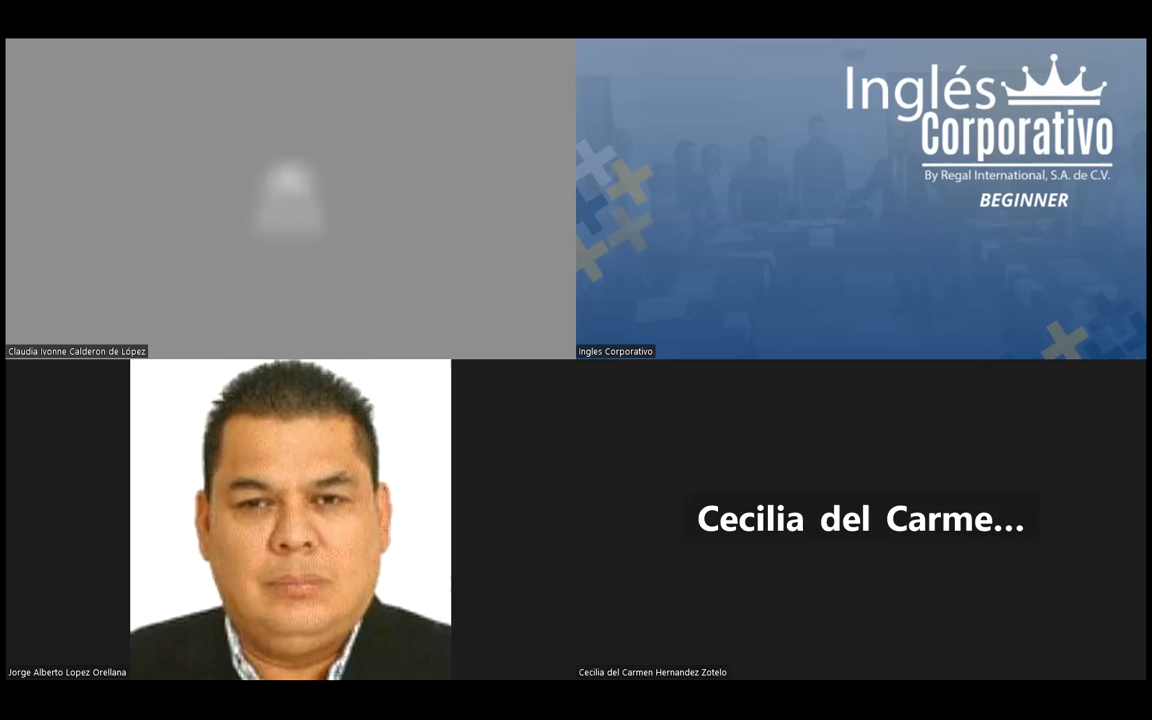 Inglés
Corporativo
By Regal International, S.A. de C.V.
BEGINNER
Claudia Ivonne Calderon de López
Ingles Corporativo
Cecilia del Carme...
Jorge Alberto Lopez Orellana
Cecilia del Carmen Hernandez Zotelo